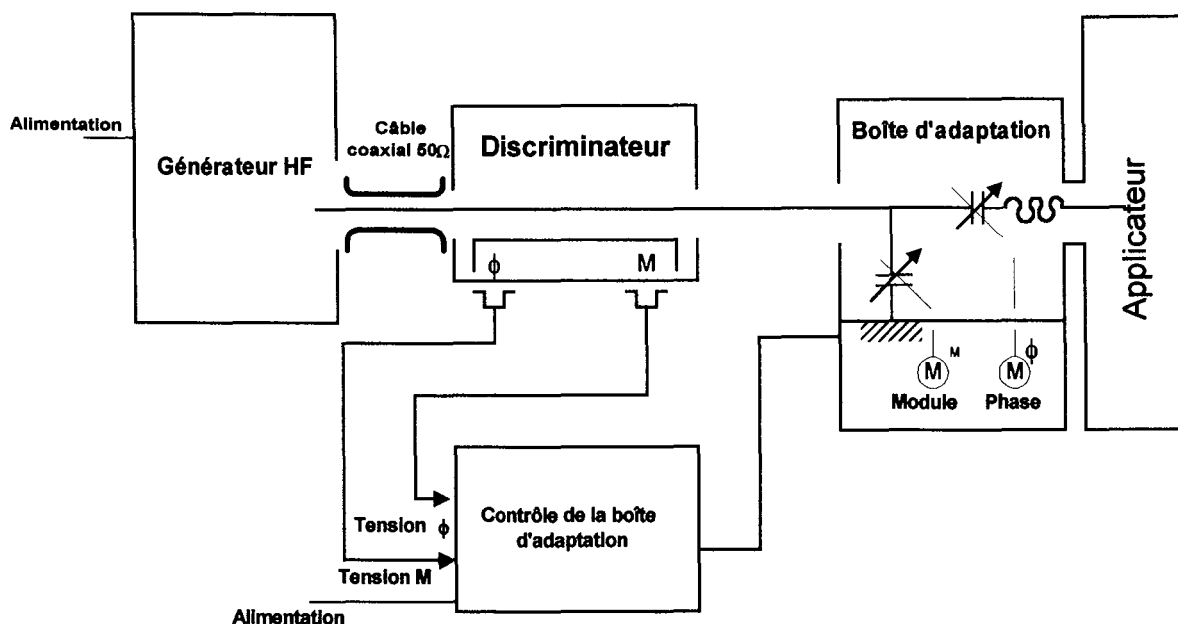 Alimentation
Générateur HF
Câble
coaxial 50Ω
Discriminateur
ϕ
M
Boîte d'adaptation
Applicateur
M
M
Module
M
ϕ
Phase
Tension ϕ
Tension M
Alimentation
Contrôle de la boîte
d'adaptation